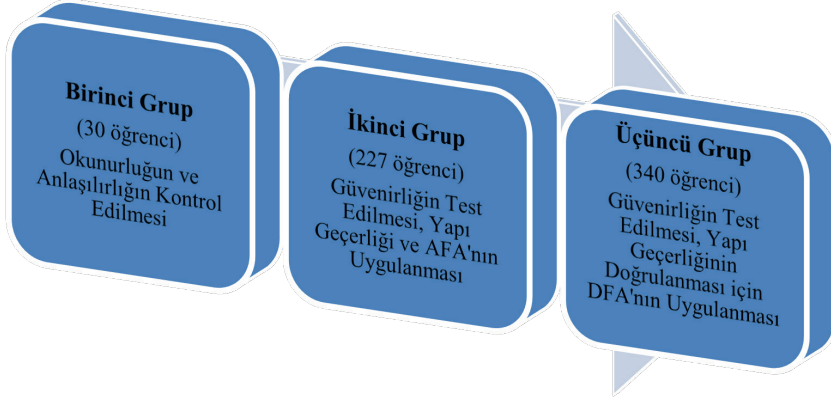 Birinci Grup
(30 öğrenci)
Okunurluğun ve
Anlaşılırlığın Kontrol
Edilmesi
İkinci Grup
(227 öğrenci)
Güvenirliğin Test
Edilmesi, Yapı
Geçerliği ve AFA'nın
Uygulanması
Üçüncü Grup
(340 öğrenci)
Güvenirliğin Test
Edilmesi, Yapı
Geçerliğinin
Doğrulanması için
DFA'nın Uygulanması